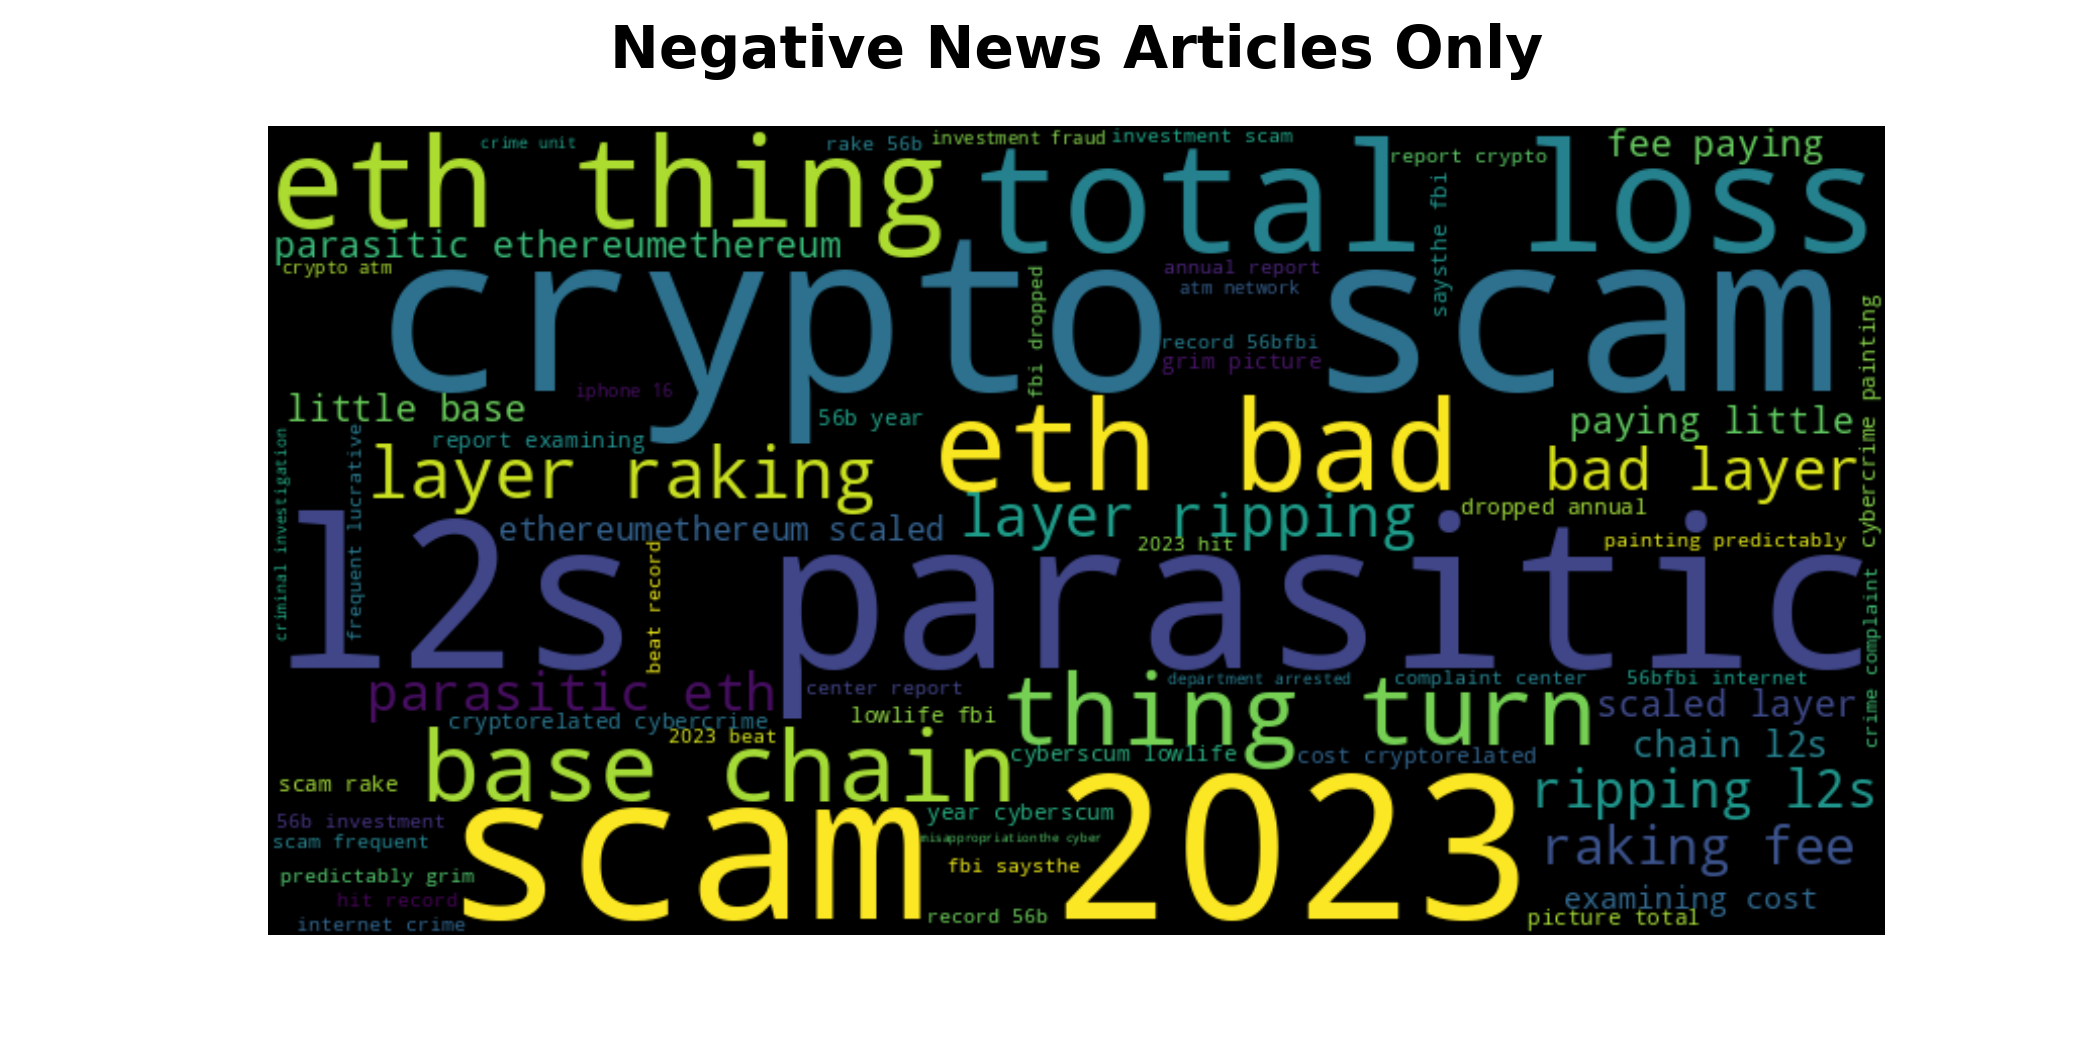 Negative News Articles Only
eth thing
crime unit
rake 56b
investment fraud
investment scam
total loss
report crypto
fee paying
parasitic ethereumethereum
crypto atm
saysthe fbi
crypto scam
fbi dropped
annual report
atm network
record 56bfbi
grim picture
iphone 16
cybercrime painting
little base
56b year
eth bad
paying little
report examining
layer raking
bad layer
criminal investigation
frequent lucrative
ethereumethereum scaled
layer ripping
dropped annual
2023 hit
painting predictably
l2s parasitic
beat record
crime complaint
parasitic eth
center report
department arrested
complaint center
56bfbi internet
thing turn
scaled layer
cryptorelated cybercrime
lowlife fbi
2023 beat
base chain
cyberscum lowlife
cost cryptorelated
chain l2s
scam rake
ripping l2s
scam 2023
year cyberscum
56b investment
scam frequent
misappropriationthe cyber
raking fee
fbi saysthe
predictably grim
hit record
examining cost
internet crime
record 56b
picture total